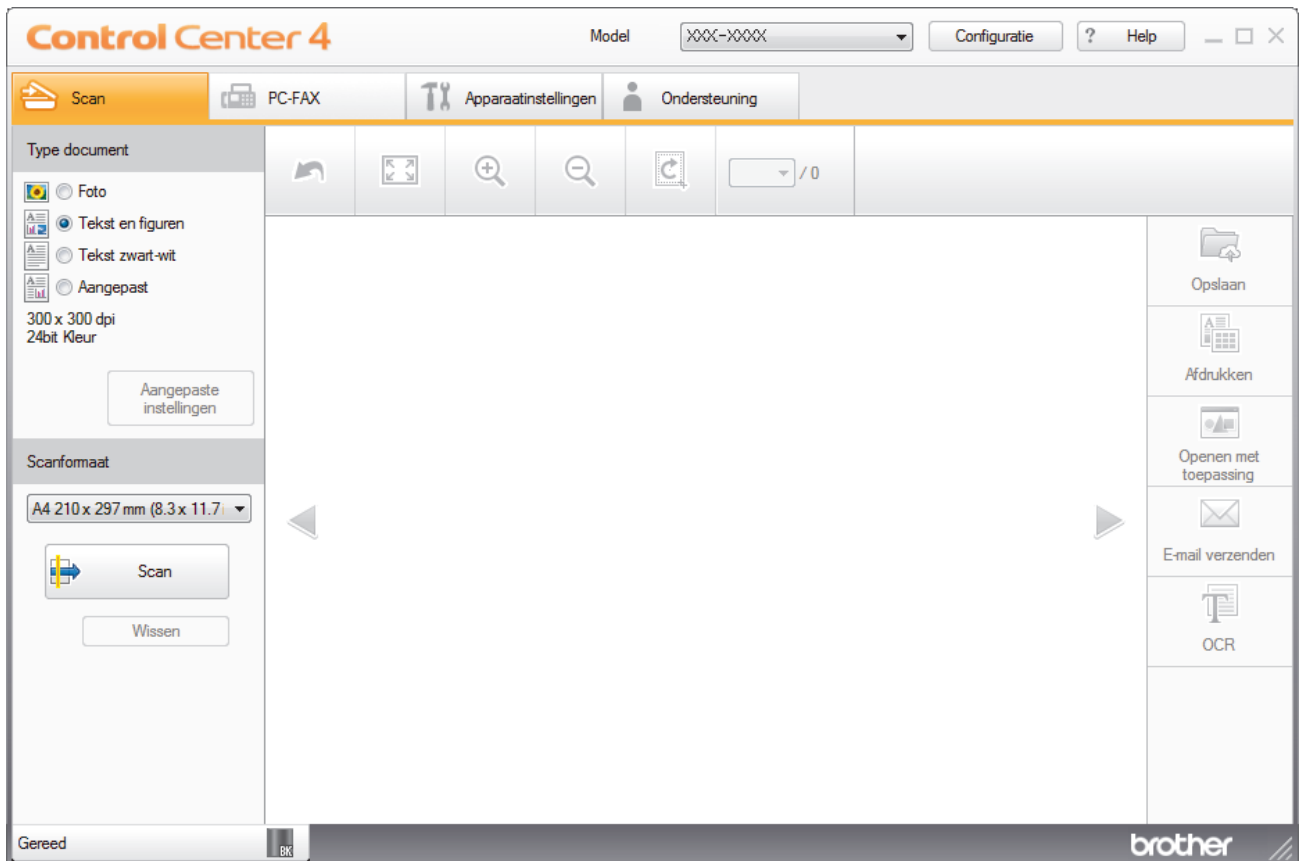 Control Center 4
Model
XXX-XXXX
Configuratie
? Help
Scan
PC-FAX
Apparaatinstellingen
Ondersteuning
Type document
Foto
Tekst en figuren
Tekst zwart-wit
Aangepast
300 x 300 dpi
24bit Kleur
Aangepaste
instellingen
Scanformaat
A4 210 x 297 mm (8.3 x 11.7
Scan
Wissen
/ 0
Opslaan
Afdrukken
Openen met
toepassing
E-mail verzenden
OCR
Gereed
BK
brother